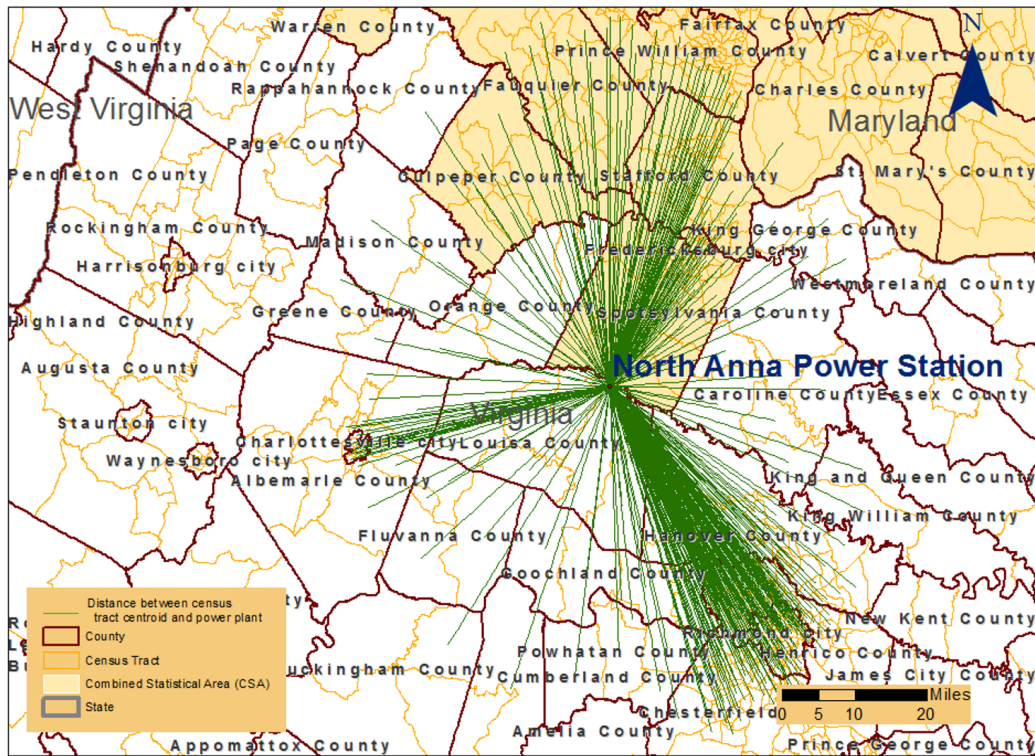 Warren County
Fairfax County
N
Hardy County
Prince William County
Calvert County
Shenandoah County
Rappahannock County
Fauquier County
Charles County
West Virginia
Maryland
Page County
Pendleton County
Culpeper County
Stafford County
St. Mary's County
Rockingham County
Madison County
King George County
Fredericksburg city
Harrisonburg city
Westmoreland County
Greene County
Orange County
Spotsylvania County
Highland County
Augusta County
North Anna Power Station
Caroline County
Essex County
Staunton city
Virginia
Charlottesville city
Louisa County
Waynesboro city
Albemarle County
King and Queen County
King William County
Fluvanna County
Hanover County
Goochland County
New Kent County
Richmond city
Powhatan County
Henrico County
Buckingham County
Cumberland County
James City County
Chesterfield
Amelia County
Appomattox County
Prince George County
Distance between census
tract centroid and power plant
County
Census Tract
Combined Statistical Area (CSA)
State
Miles
0 5 10 20